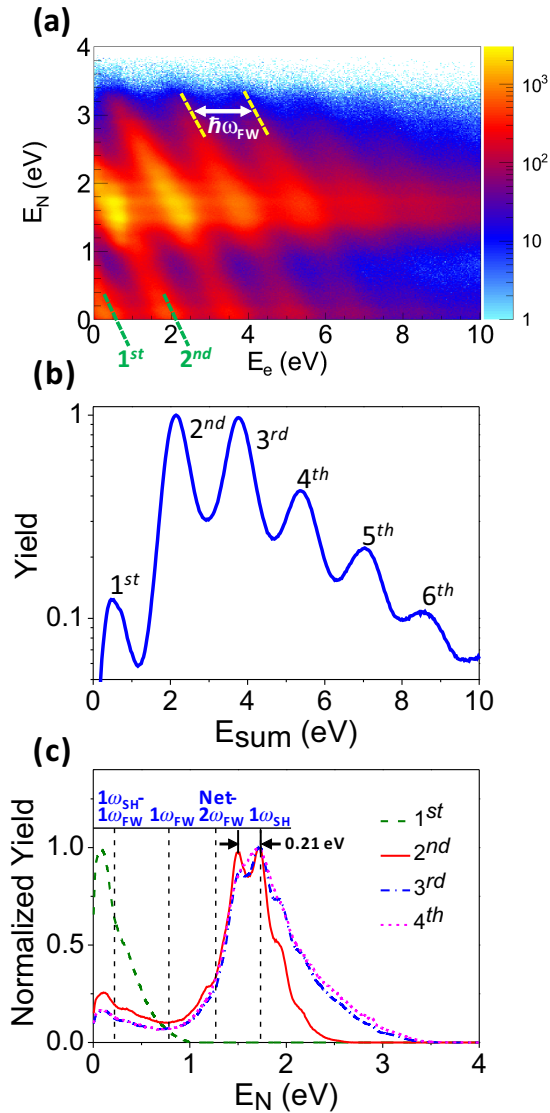 (a)
4
3
2
1
0
E_N (eV)
ℏω_FW
10^3
10^2
10
1
0 2 4 6 8 10
1^st 2^nd E_e (eV)
(b)
1
0.1
Yield
1^st
2^nd
3^rd
4^th
5^th
6^th
0 2 4 6 8 10
E_sum (eV)
(c)
1ω_SH-
1ω_FW
1ω_FW
Net-
2ω_FW
1ω_SH
0.21 eV
1^st
2^nd
3^rd
4^th
1.0
0.5
0.0
Normalized Yield
0 1 2 3 4
E_N (eV)